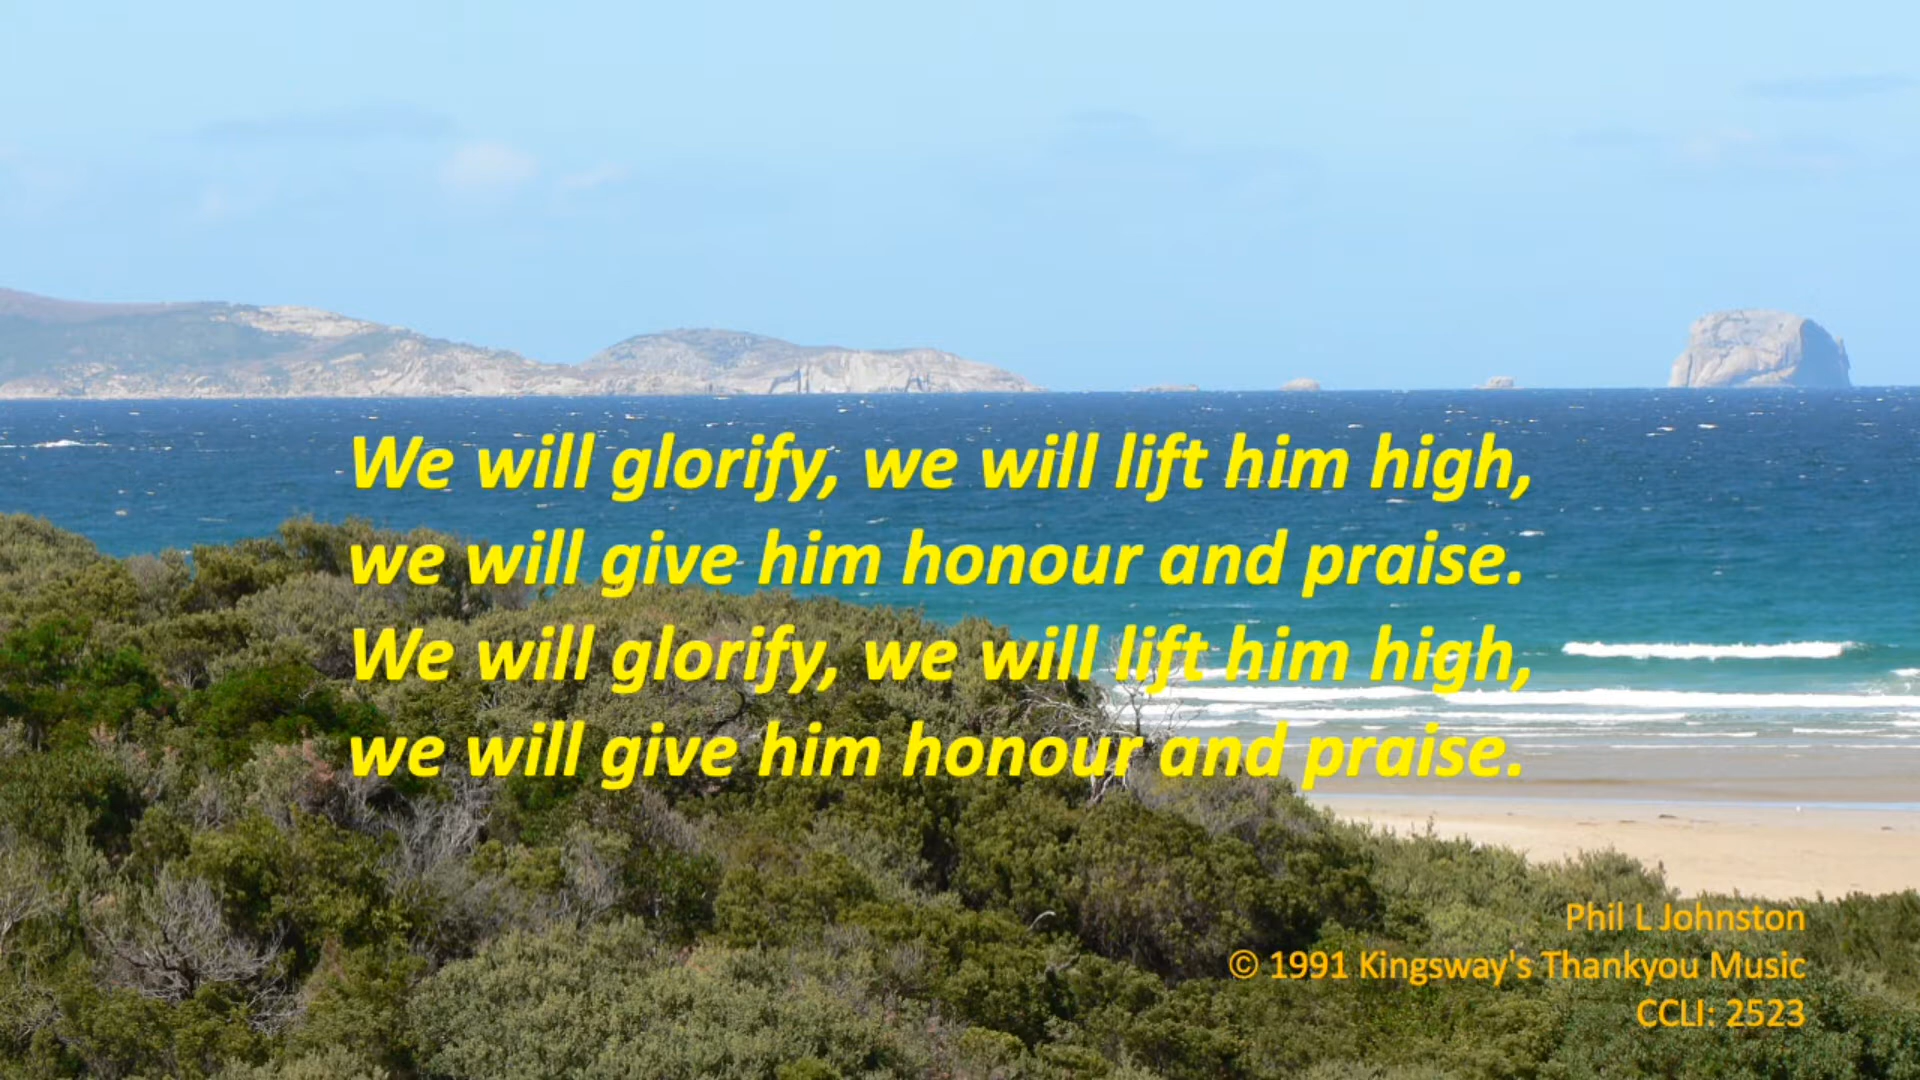 We will glorify, we will lift him high,
we will give him honour and praise.
We will glorify, we will lift him high,
we will give him honour and praise.
Phil L Johnston
© 1991 Kingsway's Thankyou Music
CCLI: 2523